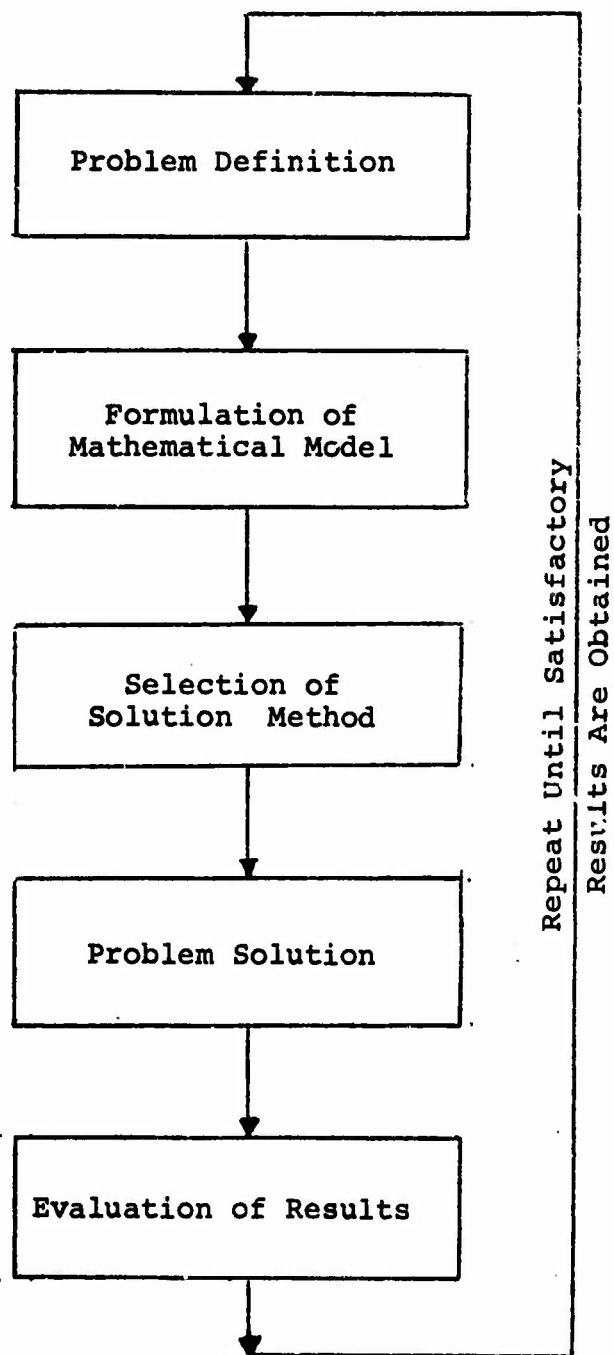 Problem Definition
Formulation of
Mathematical Model
Selection of
Solution Method
Problem Solution
Evaluation of Results
Repeat Until Satisfactory
Results Are Obtained